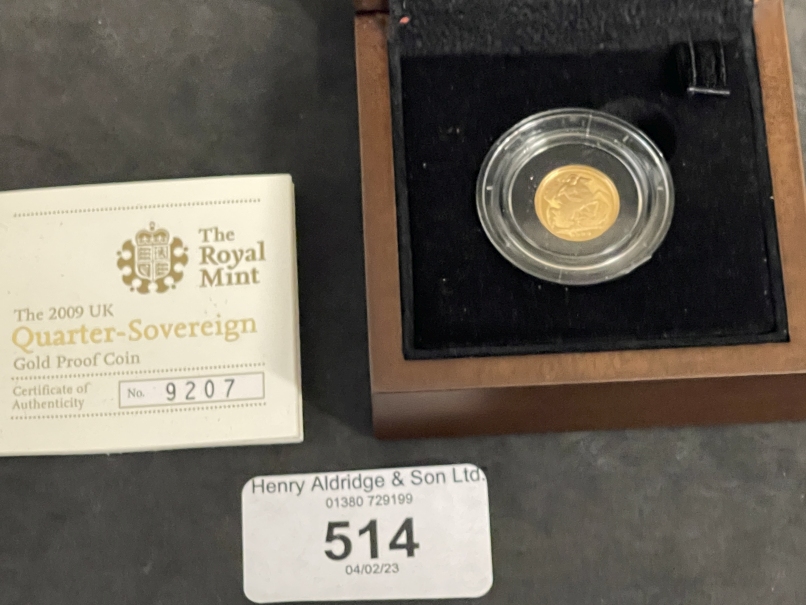 The
Royal
Mint
The 2009 UK
Quarter-Sovereign
Gold Proof Coin
Certificate of
Authenticity
No. 9207
Henry Aldridge & Son Ltd.
01380 729199
514
04/02/23